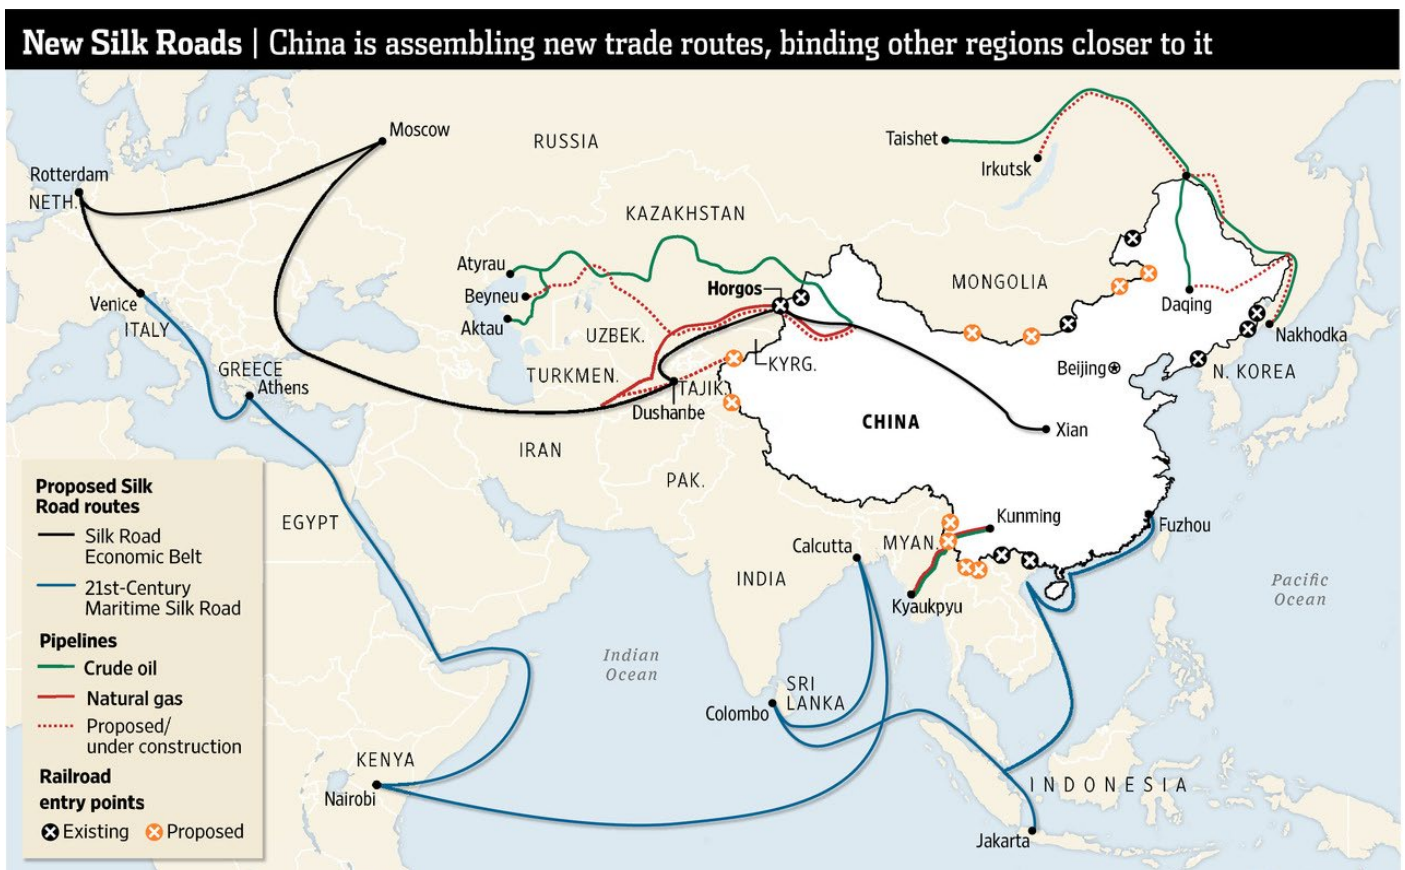 New Silk Roads | China is assembling new trade routes, binding other regions closer to it
Moscow
RUSSIA
Taishet
Irkutsk
Rotterdam
NETH.
KAZAKHSTAN
Atyrau
Beyneu
Aktau
Horgos
MONGOLIA
Daqing
Venice
ITALY
UZBEK.
Nakhodka
GREECE
Athens
TURKMEN.
KYRG.
TAJIK.
Dushanbe
Beijing
N. KOREA
CHINA
Xian
IRAN
PAK.
EGYPT
Calcutta
MYAN.
Kunming
Fuzhou
INDIA
Kyaukpyu
Pacific
Ocean
Indian
Ocean
SRI
LANKA
Colombo
KENYA
Nairobi
INDONESIA
Jakarta
Proposed Silk
Road routes
Silk Road
Economic Belt
21st-Century
Maritime Silk Road
Pipelines
Crude oil
Natural gas
Proposed/
under construction
Railroad
entry points
Existing
Proposed